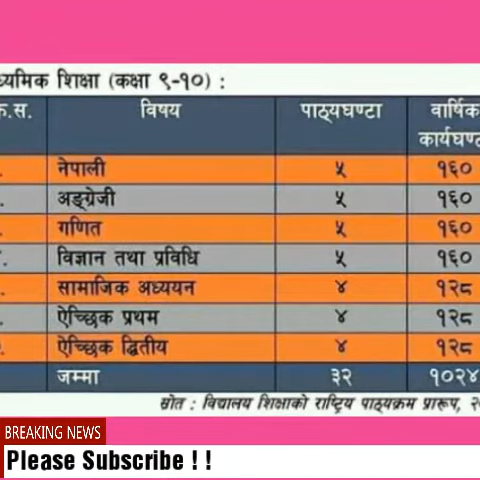 ध्यमिक शिक्षा (कक्षा ९-१०) :
क.स. विषय पाठ्यघण्टा वार्षिक कार्यघण्टा
नेपाली ५ १६०
अङ्ग्रेजी ५ १६०
गणित ५ १६०
विज्ञान तथा प्रविधि ५ १६०
सामाजिक अध्ययन ४ १२८
ऐच्छिक प्रथम ४ १२८
ऐच्छिक द्वितीय ४ १२८
जम्मा ३२ १०२४
स्रोत : विद्यालय शिक्षाको राष्ट्रिय पाठ्यक्रम प्रारूप, २
BREAKING NEWS
Please Subscribe ! !